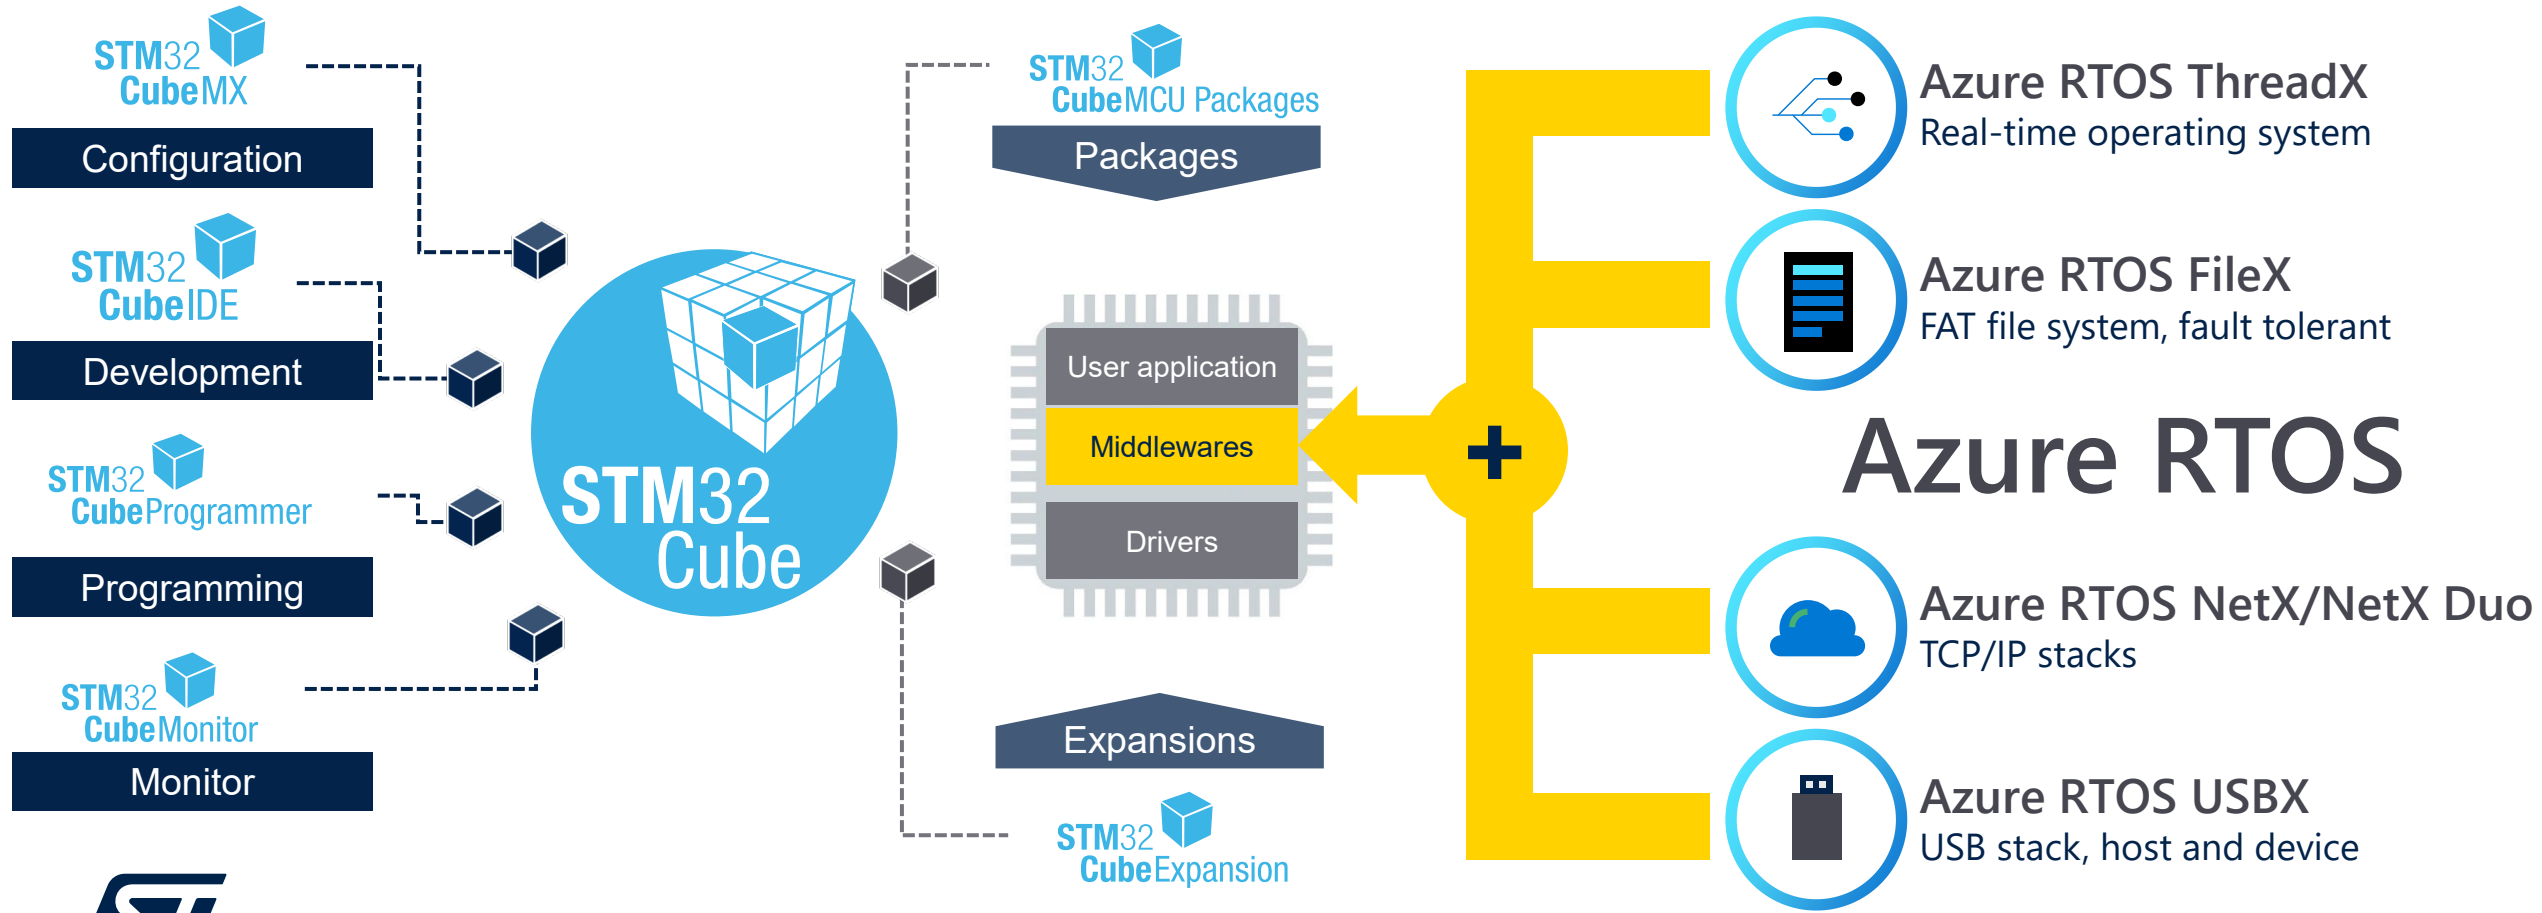 STM32
CubeMX
Configuration
STM32
CubeIDE
Development
STM32
CubeProgrammer
Programming
STM32
CubeMonitor
Monitor
ST
STM32
Cube
STM32
CubeMCU Packages
Packages
User application
Middlewares
Drivers
Expansions
STM32
CubeExpansion
+
Azure RTOS ThreadX
Real-time operating system
Azure RTOS FileX
FAT file system, fault tolerant
Azure RTOS
Azure RTOS NetX/NetX Duo
TCP/IP stacks
Azure RTOS USBX
USB stack, host and device